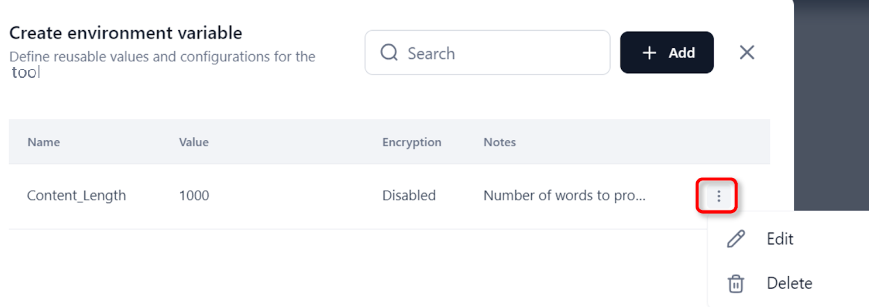 Create environment variable
Define reusable values and configurations for the
tool
Search
+ Add
Name Value Encryption Notes
Content_Length 1000 Disabled Number of words to pro...
Edit
Delete